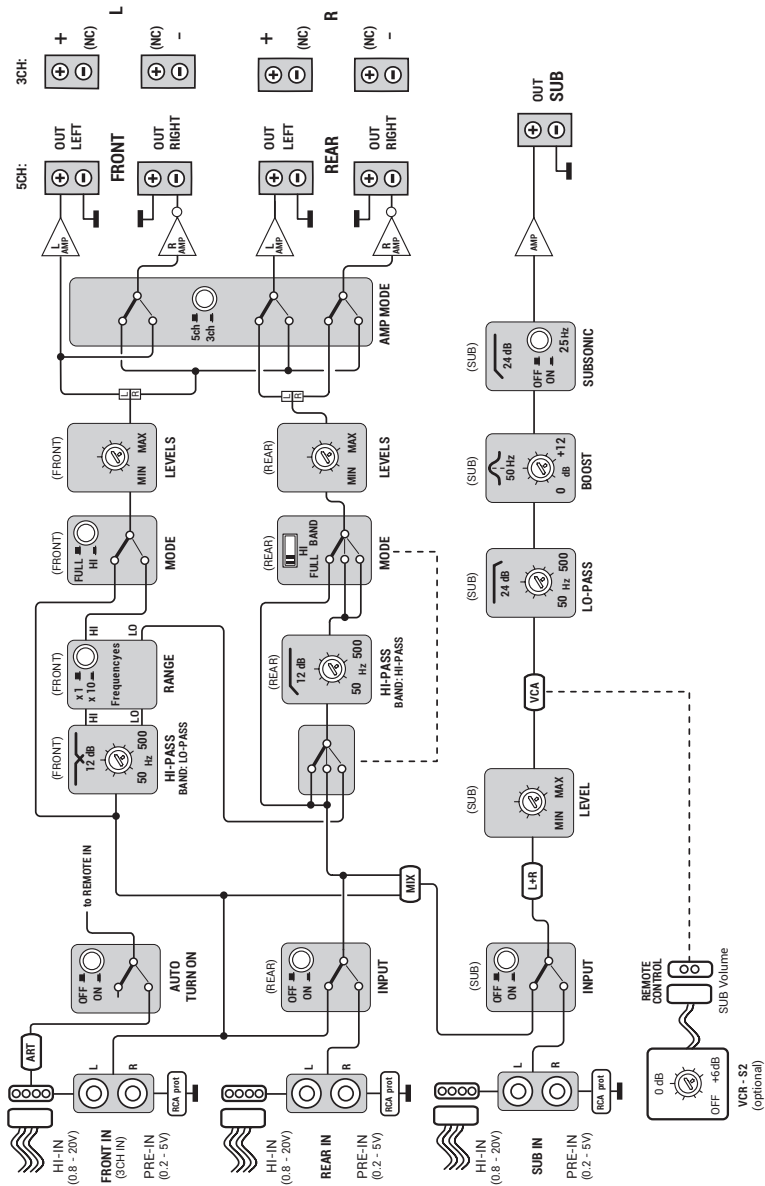 HI-IN
(0.8 - 20V)
FRONT IN
(3CH IN)
PRE-IN
(0.2 - 5V)
ART
L
R
RCA prot
OFF
ON
AUTO
TURN ON
to REMOTE IN
(FRONT)
12 dB
50 Hz 500
HI-PASS
BAND: LO-PASS
HI
LO
(FRONT)
x 1
x 10
Frequencyes
RANGE
HI
LO
(FRONT)
FULL
HI
MODE
(FRONT)
MIN MAX
LEVELS
L
R
5ch
3ch
AMP MODE
L
AMP
R
AMP
5CH:
OUT
LEFT
FRONT
OUT
RIGHT
3CH:
+
(NC)
L
(NC)
-
HI-IN
(0.8 - 20V)
REAR IN
PRE-IN
(0.2 - 5V)
L
R
RCA prot
(REAR)
OFF
ON
INPUT
MIX
(REAR)
12 dB
50 Hz 500
HI-PASS
BAND: HI-PASS
(REAR)
HI
FULL BAND
MODE
(REAR)
MIN MAX
LEVELS
L
R
L
AMP
R
AMP
OUT
LEFT
REAR
OUT
RIGHT
+
(NC)
R
(NC)
-
HI-IN
(0.8 - 20V)
SUB IN
PRE-IN
(0.2 - 5V)
L
R
RCA prot
(SUB)
OFF
ON
INPUT
L+R
(SUB)
MIN MAX
LEVEL
VCA
(SUB)
24 dB
50 Hz 500
LO-PASS
(SUB)
50 Hz
0 dB +12
BOOST
(SUB)
24 dB
OFF
ON
25 Hz
SUBSONIC
AMP
OUT
SUB
0 dB
OFF +6dB
VCR - S2
(optional)
REMOTE
CONTROL
SUB Volume